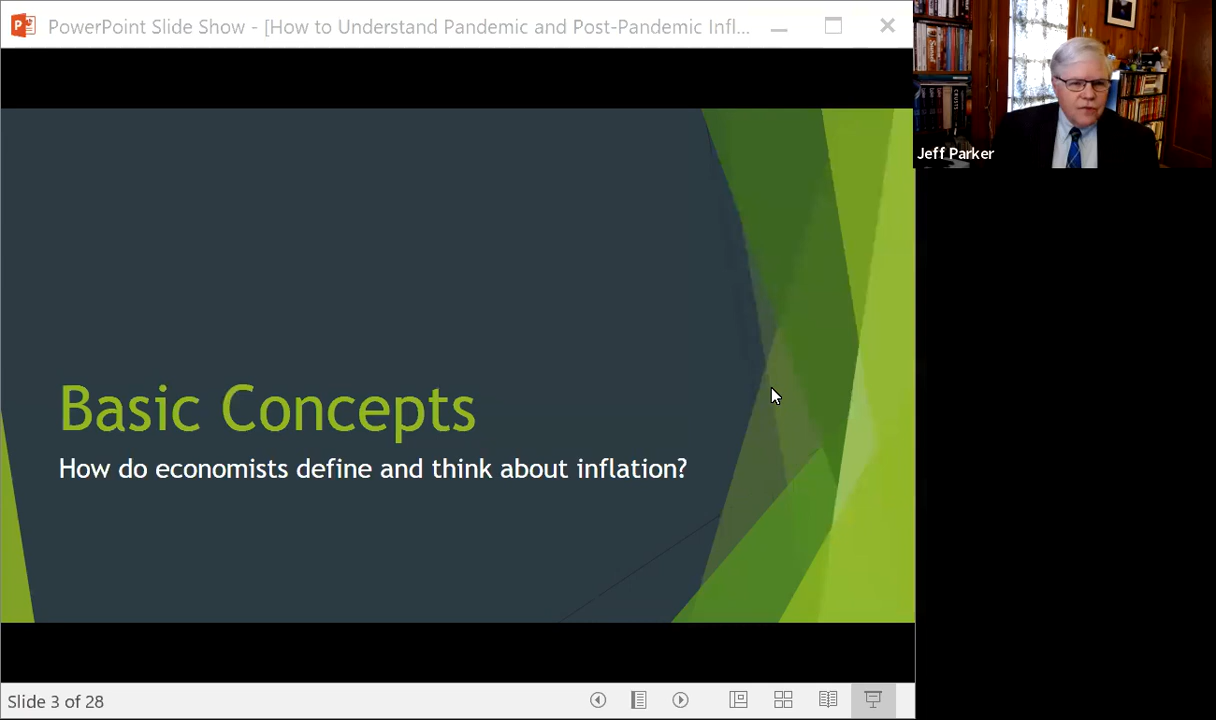 PowerPoint Slide Show - [How to Understand Pandemic and Post-Pandemic Infl...
Jeff Parker
Basic Concepts
How do economists define and think about inflation?
Slide 3 of 28